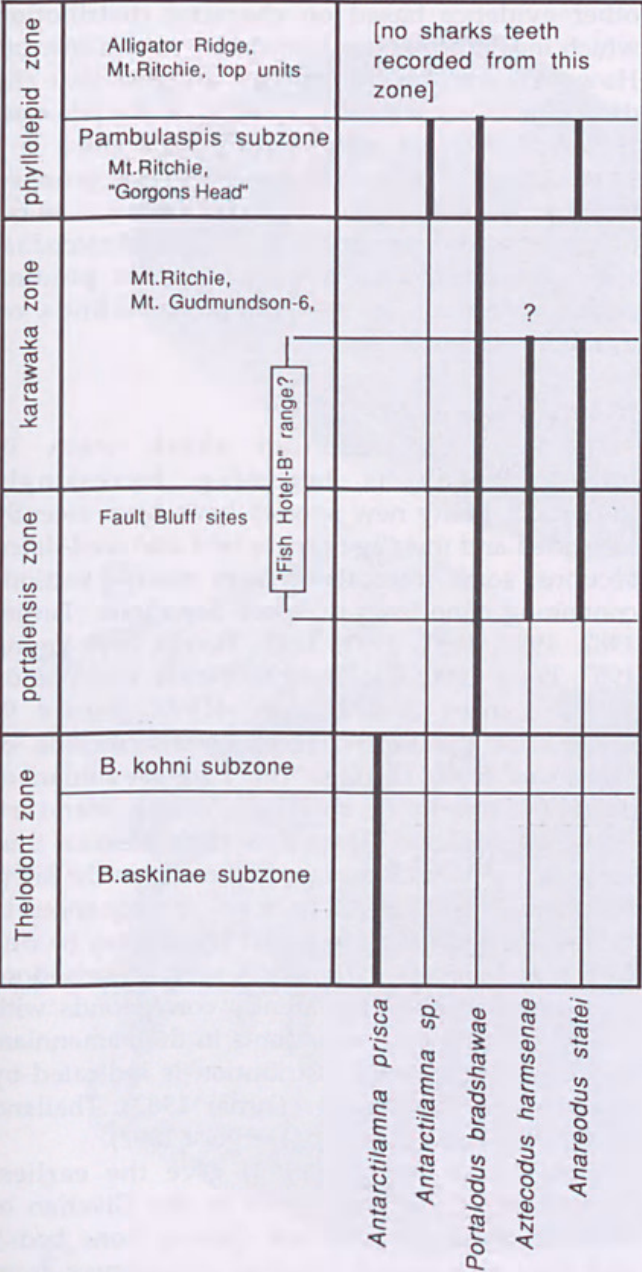 phyllolepid zone:
Alligator Ridge,
Mt.Ritchie, top units
[no sharks teeth
recorded from this
zone]
Pambulaspis subzone
Mt.Ritchie,
"Gorgons Head"
karawaka zone
Mt.Ritchie,
Mt. Gudmundson-6,
?
"Fish Hotel-B" range?
portalensis zone
Fault Bluff sites
Thelodont zone
B. kohni subzone
B.askinae subzone
Antarctilamna prisca
Antarctilamna sp.
Portalodus bradshawae
Aztecodus harmsenae
Anareodus statei